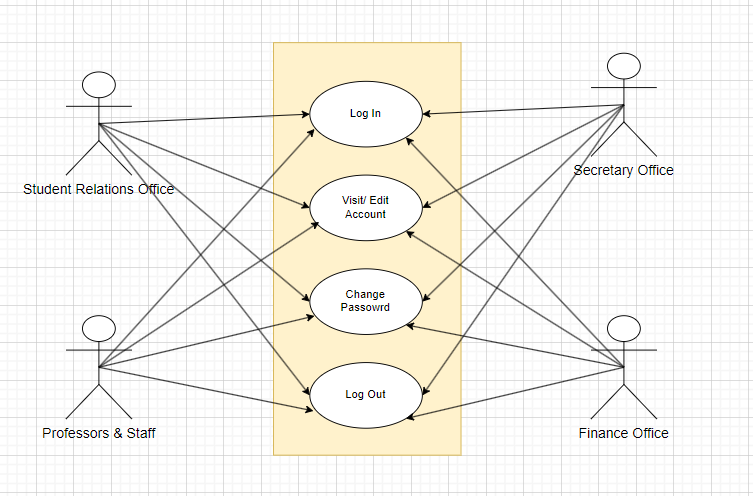 Log In
Student Relations Office
Secretary Office
Visit/ Edit
Account
Change
Passowrd
Log Out
Professors & Staff
Finance Office